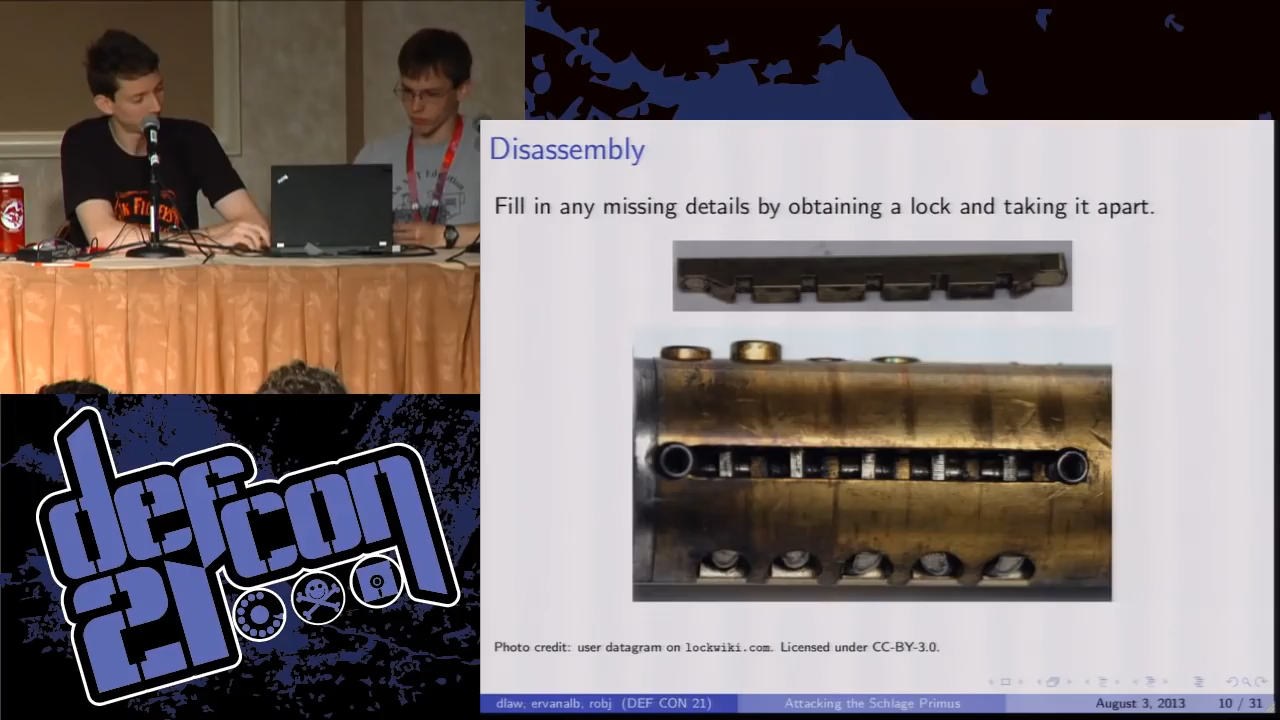 Disassembly
Fill in any missing details by obtaining a lock and taking it apart.
Photo credit: user datagram on lockwiki.com. Licensed under CC-BY-3.0.
dlaw, ervanalb, robj (DEF CON 21)
Attacking the Schlage Primus
August 3, 2013
10 / 31
defcon
21